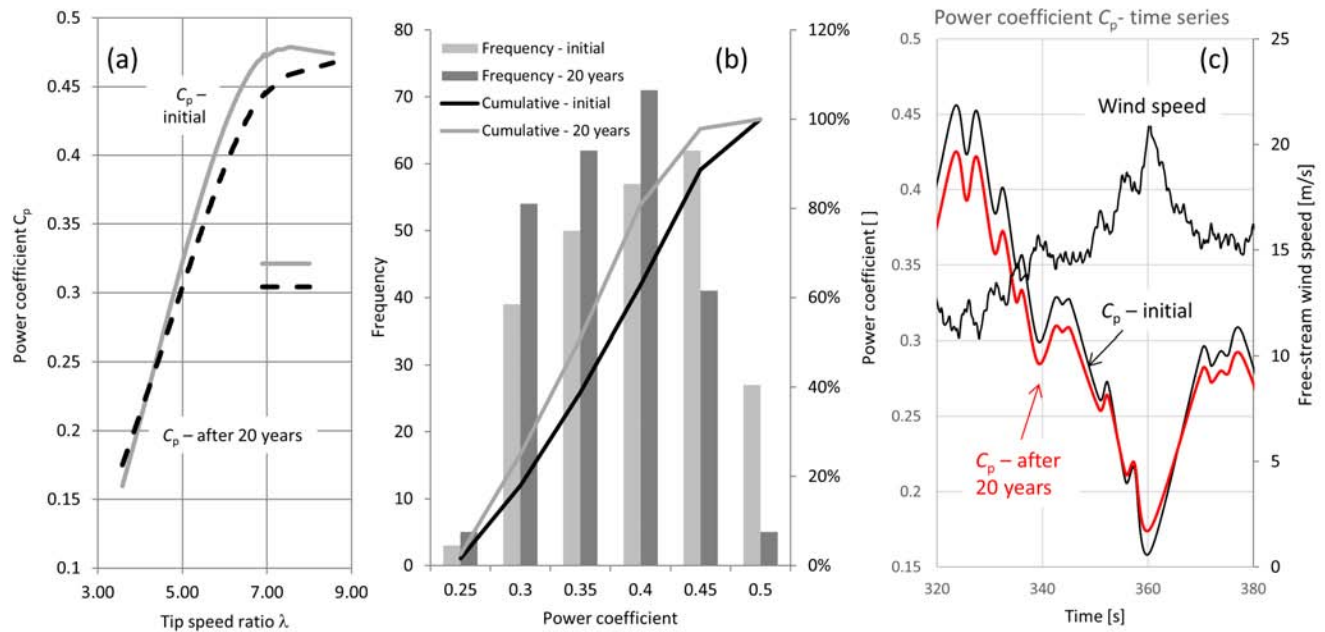 (a)
0.5
0.45
0.4
0.35
0.3
0.25
0.2
0.15
0.1
Power coefficient Cp
Cp –
initial
Cp – after 20 years
3.00
5.00
7.00
9.00
Tip speed ratio λ
(b)
80
70
60
50
40
30
20
10
0
Frequency
Frequency - initial
Frequency - 20 years
Cumulative - initial
Cumulative - 20 years
120%
100%
80%
60%
40%
20%
0%
0.25
0.3
0.35
0.4
0.45
0.5
Power coefficient
Power coefficient Cp- time series
(c)
0.5
0.45
0.4
0.35
0.3
0.25
0.2
0.15
Power coefficient [ ]
Wind speed
Cp – initial
Cp – after
20 years
25
20
15
10
5
0
Free-stream wind speed [m/s]
320
340
360
380
Time [s]